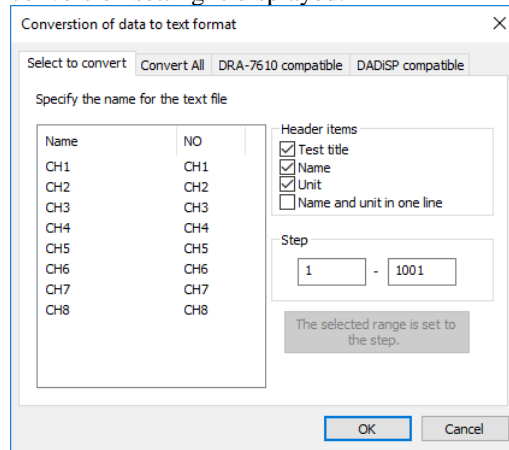 Converstion of data to text format
Select to convert Convert All DRA-7610 compatible DADiSP compatible
Specify the name for the text file
Name NO
CH1 CH1
CH2 CH2
CH3 CH3
CH4 CH4
CH5 CH5
CH6 CH6
CH7 CH7
CH8 CH8
Header items
Test title
Name
Unit
Name and unit in one line
Step
1 - 1001
The selected range is set to
the step.
OK Cancel